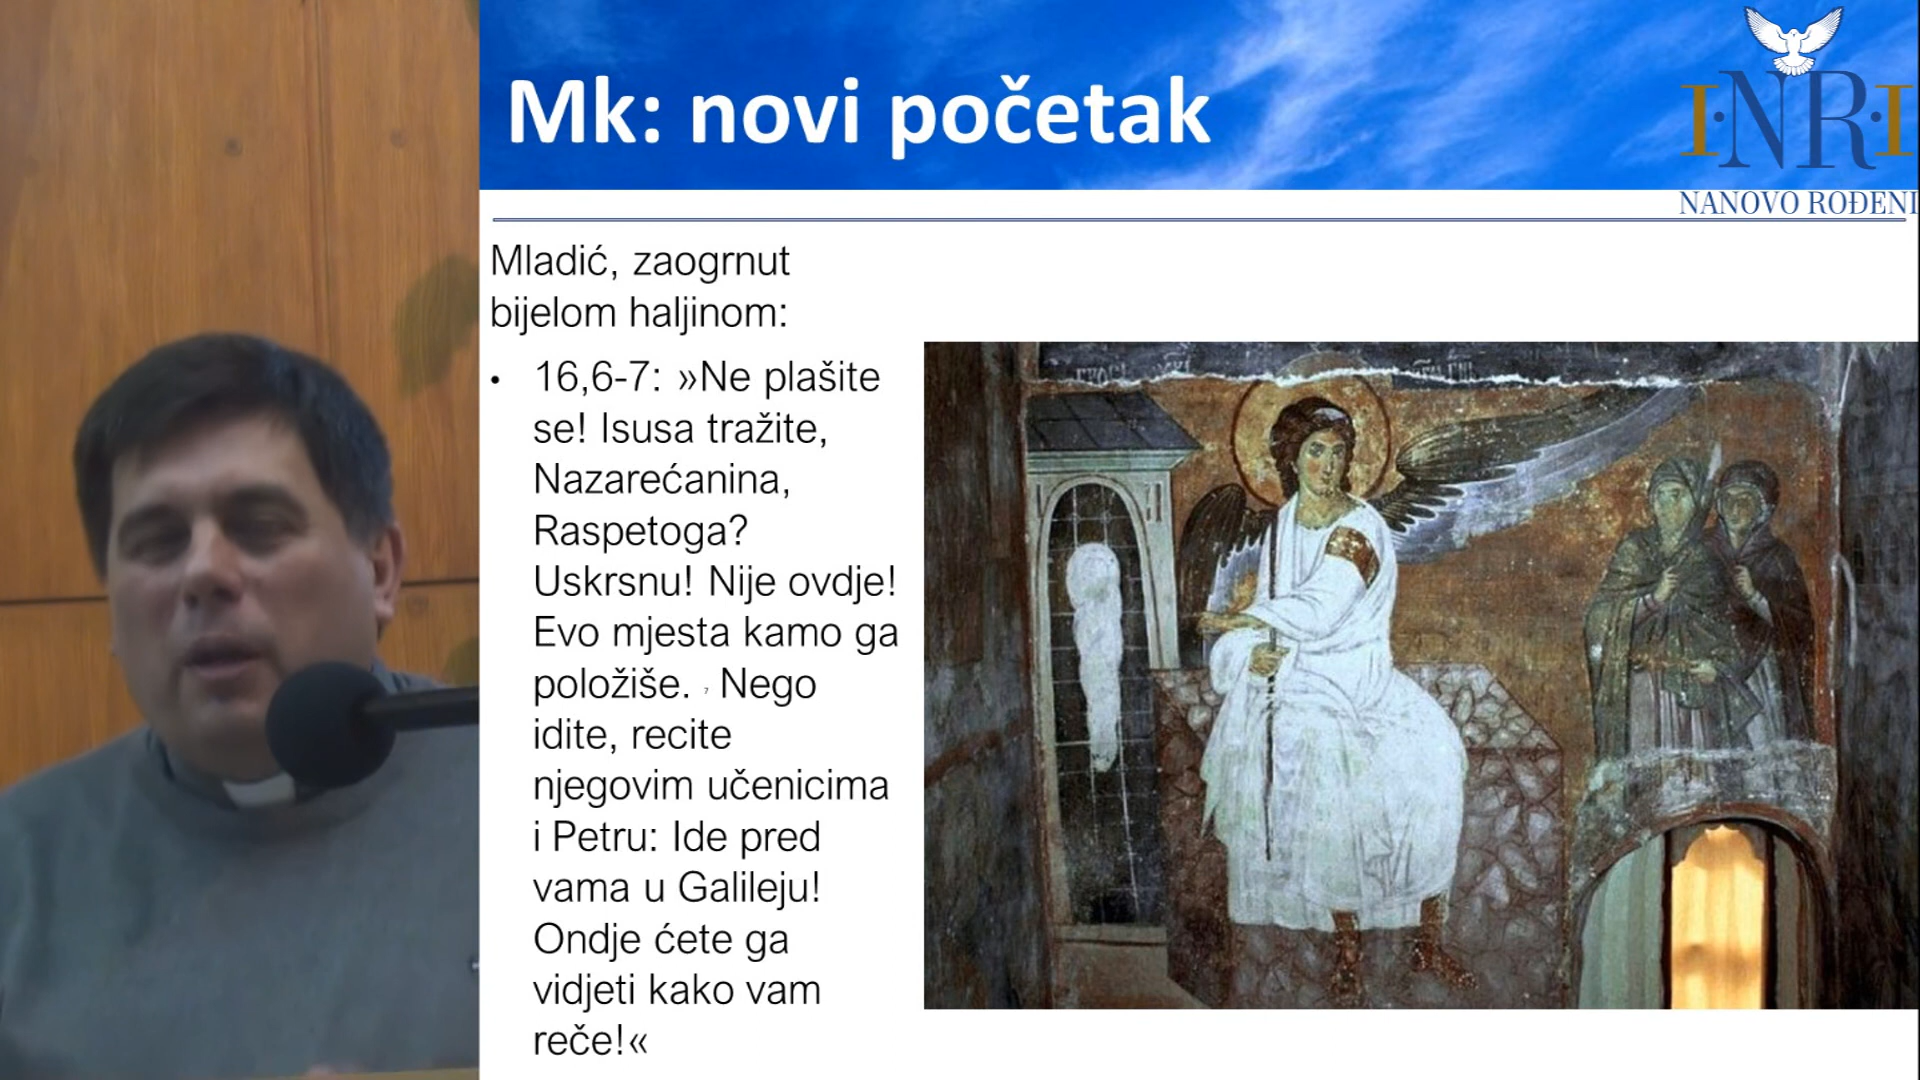 Mk: novi početak
I·NR·I
NANOVO ROĐENI
Mladić, zaogrnut
bijelom haljinom:
• 16,6-7: »Ne plašite
se! Isusa tražite,
Nazarećanina,
Raspetoga?
Uskrsnu! Nije ovdje!
Evo mjesta kamo ga
položiše. 7 Nego
idite, recite
njegovim učenicima
i Petru: Ide pred
vama u Galileju!
Ondje ćete ga
vidjeti kako vam
reče!«